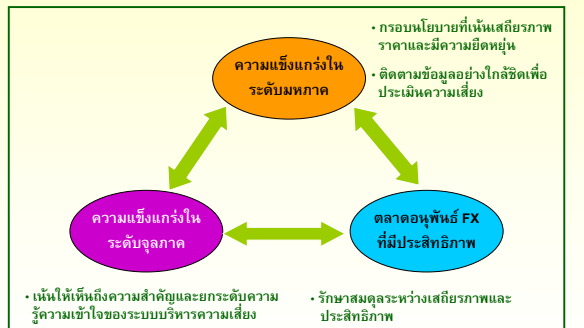 • กรอบนโยบายที่เน้นเสถียรภาพ
ราคาและมีความยืดหยุ่น
• ติดตามข้อมูลอย่างใกล้ชิดเพื่อ
ประเมินความเสี่ยง
ความแข็งแกร่งใน
ระดับมหภาค
ความแข็งแกร่งใน
ระดับจุลภาค
ตลาดอนุพันธ์ FX
ที่มีประสิทธิภาพ
• เน้นให้เห็นถึงความสำคัญและยกระดับความ
รู้ความเข้าใจของระบบบริหารความเสี่ยง
• รักษาสมดุลระหว่างเสถียรภาพและ
ประสิทธิภาพ